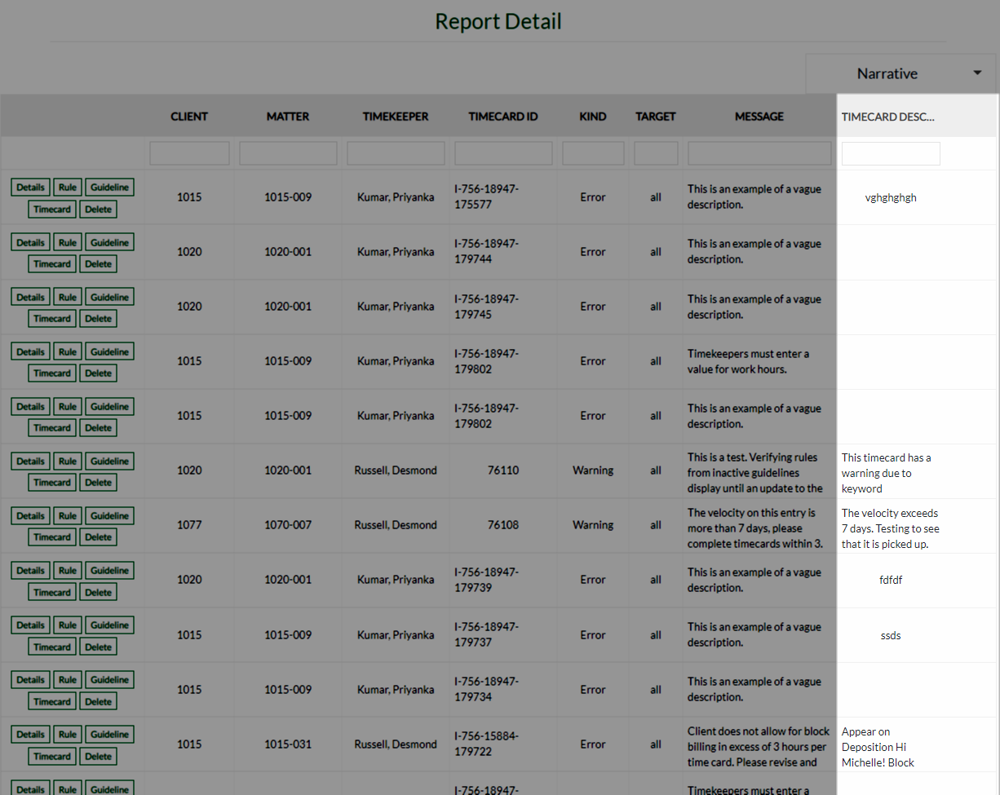 Report Detail
Narrative
CLIENT MATTER TIMEKEEPER TIMECARD ID KIND TARGET MESSAGE TIMECARD DESC...
Details Rule Guideline
Timecard Delete
1015 1015-009 Kumar, Priyanka
I-756-18947-
175577
Error all
This is an example of a vague
description.
vghghghgh
Details Rule Guideline
Timecard Delete
1020 1020-001 Kumar, Priyanka
I-756-18947-
179744
Error all
This is an example of a vague
description.
Details Rule Guideline
Timecard Delete
1020 1020-001 Kumar, Priyanka
I-756-18947-
179745
Error all
This is an example of a vague
description.
Details Rule Guideline
Timecard Delete
1015 1015-009 Kumar, Priyanka
I-756-18947-
179802
Error all
Timekeepers must enter a
value for work hours.
Details Rule Guideline
Timecard Delete
1015 1015-009 Kumar, Priyanka
I-756-18947-
179802
Error all
This is an example of a vague
description.
Details Rule Guideline
Timecard Delete
1020 1020-001 Russell, Desmond 76110 Warning all
This is a test. Verifying rules
from inactive guidelines
display until an update to the
This timecard has a
warning due to
keyword
Details Rule Guideline
Timecard Delete
1077 1070-007 Russell, Desmond 76108 Warning all
The velocity on this entry is
more than 7 days, please
complete timecards within 3.
The velocity exceeds
7 days. Testing to see
that it is picked up.
Details Rule Guideline
Timecard Delete
1020 1020-001 Kumar, Priyanka
I-756-18947-
179739
Error all
This is an example of a vague
description.
fdfdf
Details Rule Guideline
Timecard Delete
1015 1015-009 Kumar, Priyanka
I-756-18947-
179737
Error all
This is an example of a vague
description.
ssds
Details Rule Guideline
Timecard Delete
1015 1015-009 Kumar, Priyanka
I-756-18947-
179734
Error all
This is an example of a vague
description.
Details Rule Guideline
Timecard Delete
1015 1015-031 Russell, Desmond
I-756-15884-
179722
Error all
Client does not allow for block
billing in excess of 3 hours per
time card. Please revise and
Appear on
Deposition Hi
Michelle! Block
Details Rule Guideline
I-756-18947-
Timekeepers must enter a